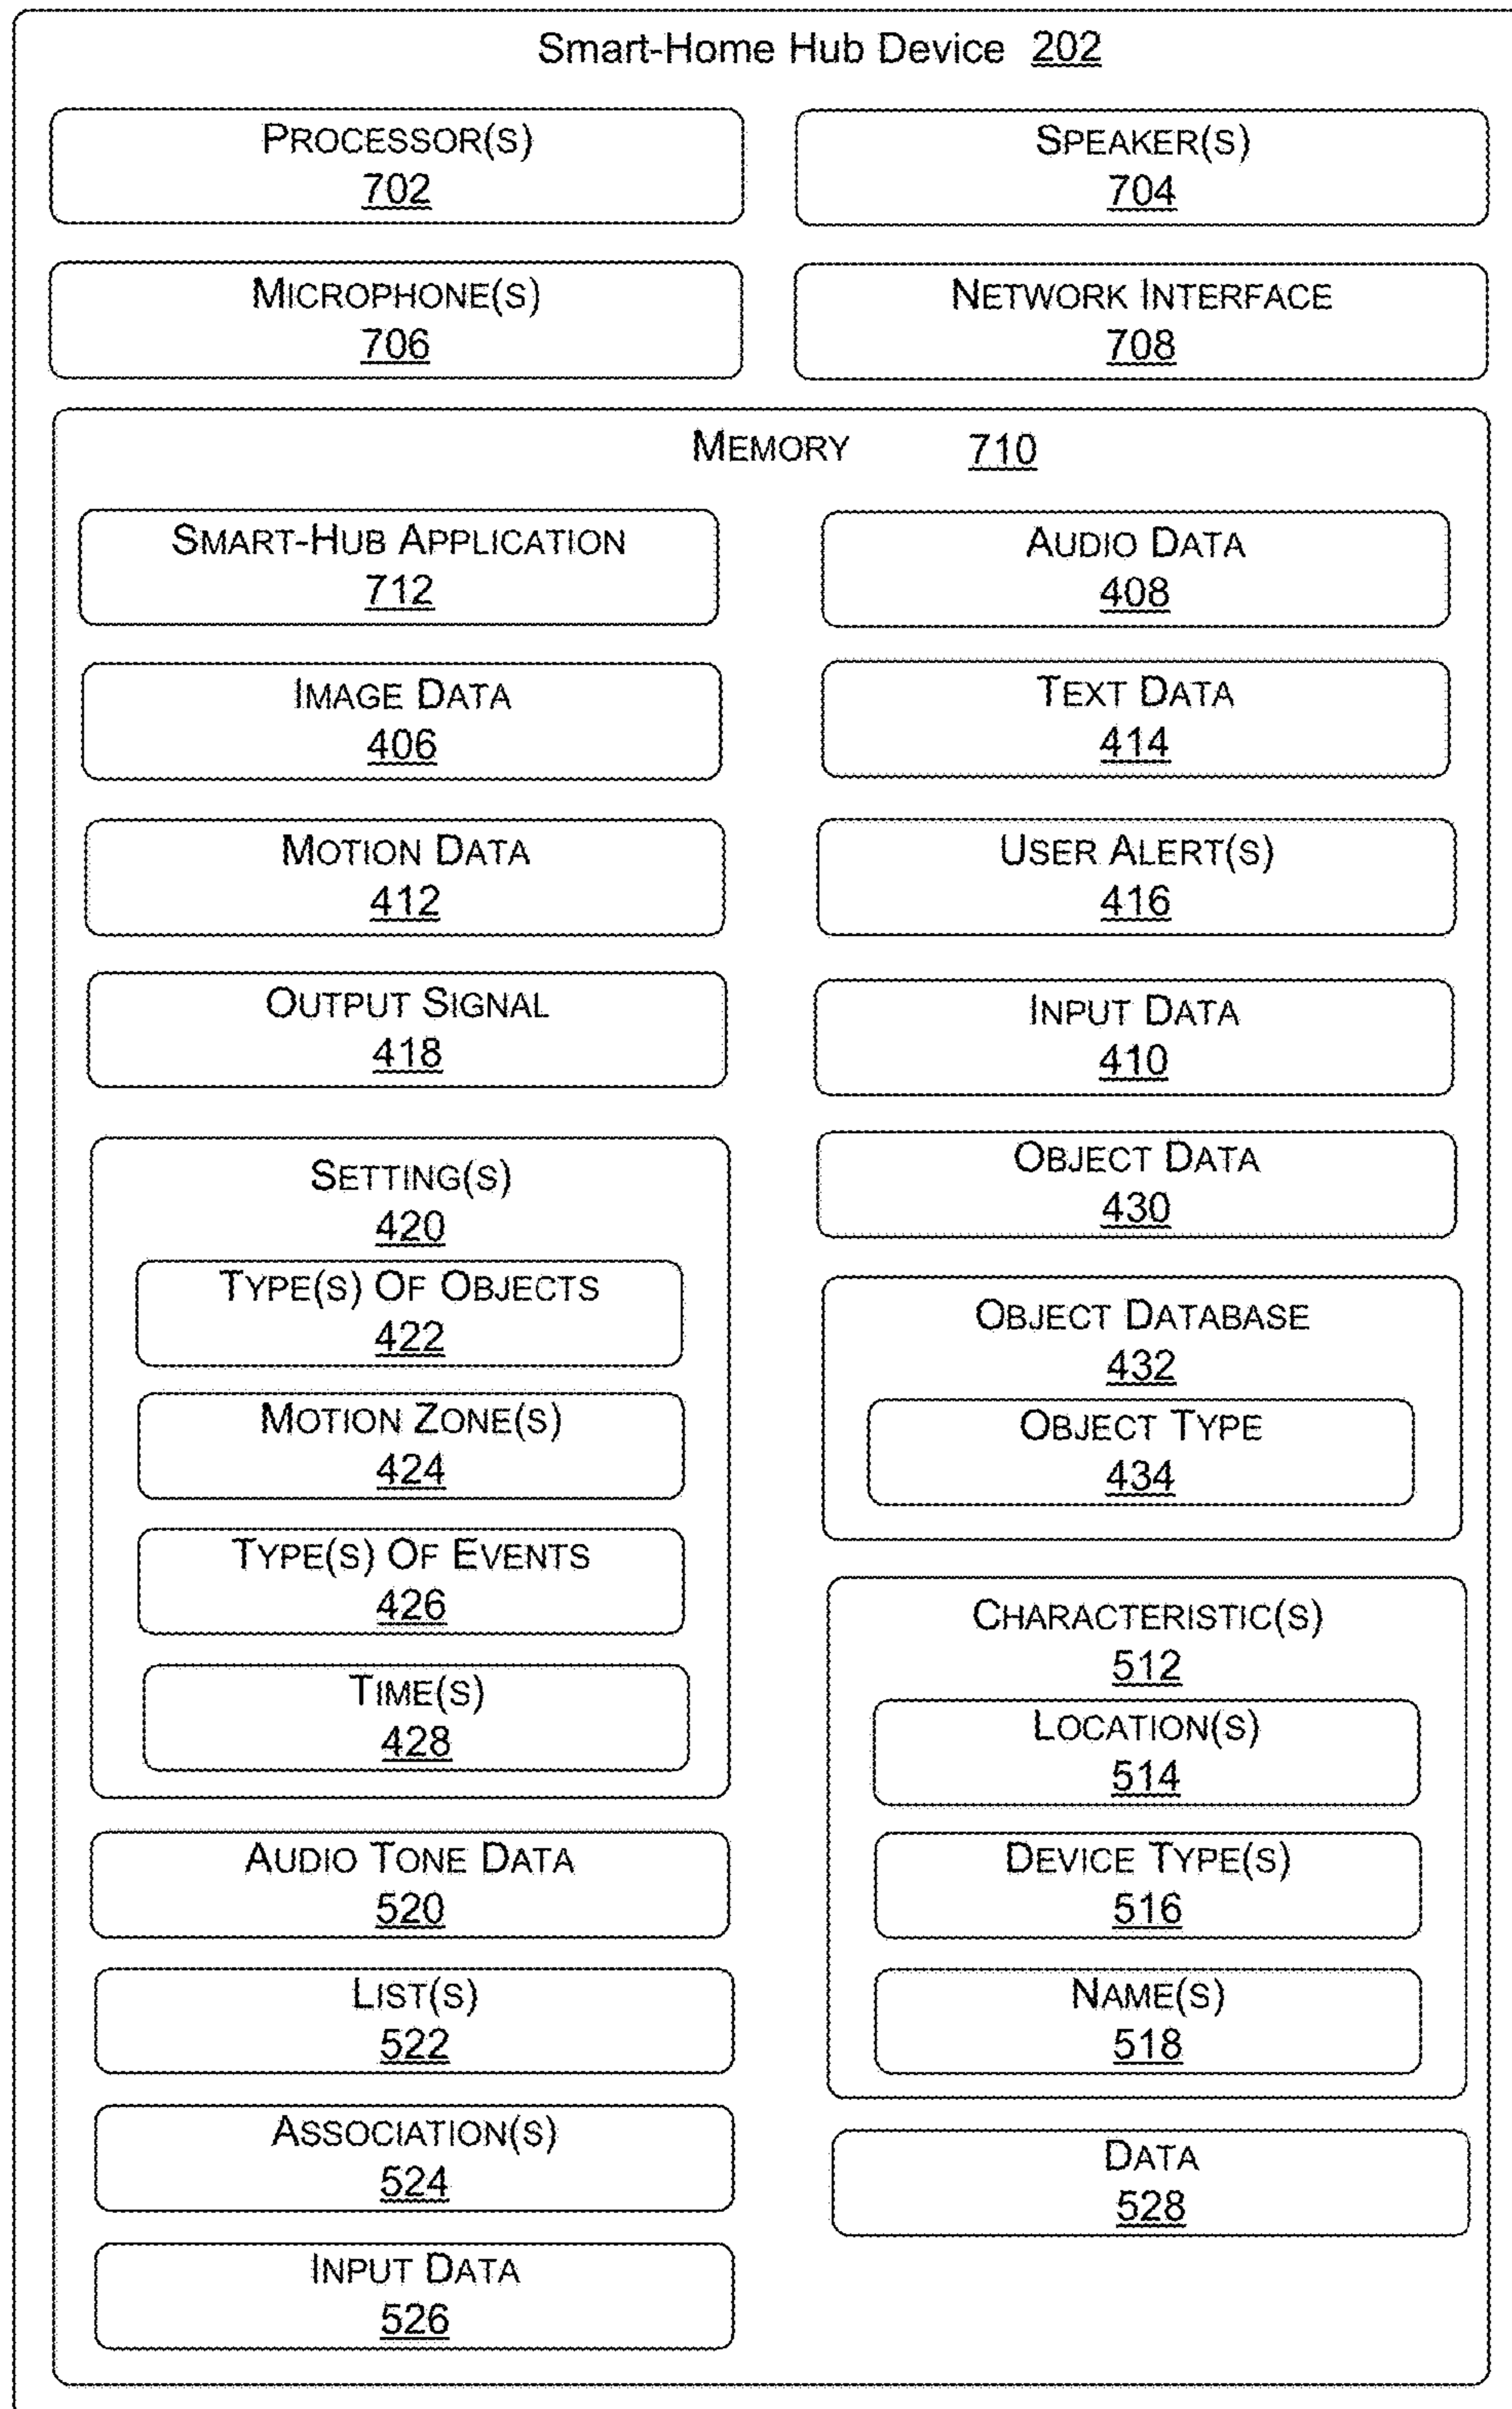 Smart-Home Hub Device 202
PROCESSOR(S)
702
SPEAKER(S)
704
MICROPHONE(S)
706
NETWORK INTERFACE
708
MEMORY 710
SMART-HUB APPLICATION
712
AUDIO DATA
408
IMAGE DATA
406
TEXT DATA
414
MOTION DATA
412
USER ALERT(S)
416
OUTPUT SIGNAL
418
INPUT DATA
410
SETTING(S)
420
TYPE(S) OF OBJECTS
422
MOTION ZONE(S)
424
TYPE(S) OF EVENTS
426
TIME(S)
428
OBJECT DATA
430
OBJECT DATABASE
432
OBJECT TYPE
434
CHARACTERISTIC(S)
512
LOCATION(S)
514
DEVICE TYPE(S)
516
NAME(S)
518
AUDIO TONE DATA
520
LIST(S)
522
ASSOCIATION(S)
524
DATA
528
INPUT DATA
526